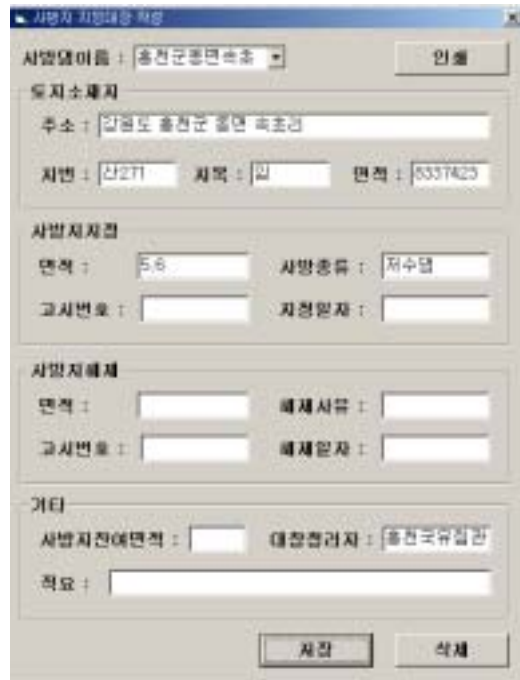 사방지 지정대장 작성
사방댐이름 : 홍천군동면속초 인쇄
토지소재지
주소 : 강원도 홍천군 동면 속초리
지번 : 산271 지목 : 임 면적 : 8337423
사방지지정
면적 : 5.6 사방종류 : 저수댐
고시번호 : 지정일자 :
사방지해제
면적 : 해제사유 :
고시번호 : 해제일자 :
기타
사방지잔여면적 : 대장정리자 : 홍천국유림관
적요 :
저장 삭제